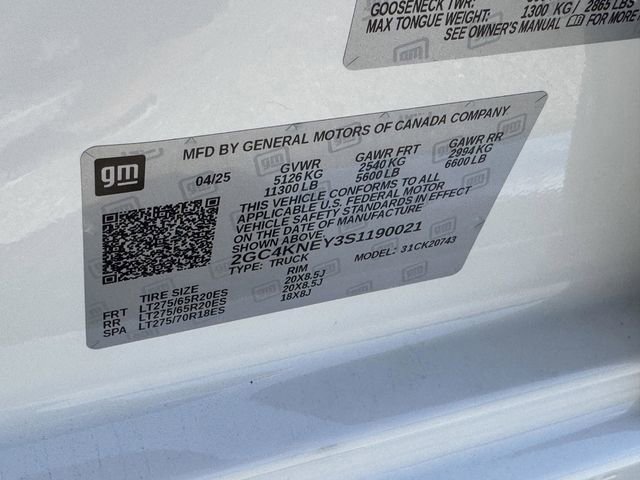 GOOSENECK TWR:
MAX TONGUE WEIGHT: 1300 KG/ 2865 LBS
SEE OWNER'S MANUAL FOR MORE
MFD BY GENERAL MOTORS OF CANADA COMPANY
gm
04/25 GVWR GAWR FRT GAWR RR
5126 KG 2540 KG 2994 KG
11300 LB 5600 LB 6600 LB
THIS VEHICLE CONFORMS TO ALL
APPLICABLE U.S. FEDERAL MOTOR
VEHICLE SAFETY STANDARDS IN EFFECT
ON THE DATE OF MANUFACTURE
SHOWN ABOVE.
2GC4KNEY3S1190021
TYPE: TRUCK MODEL: 31CK20743
TIRE SIZE RIM
FRT LT275/65R20ES 20X8.5J
RR LT275/65R20ES 20X8.5J
SPA LT275/70R18ES 18X8J